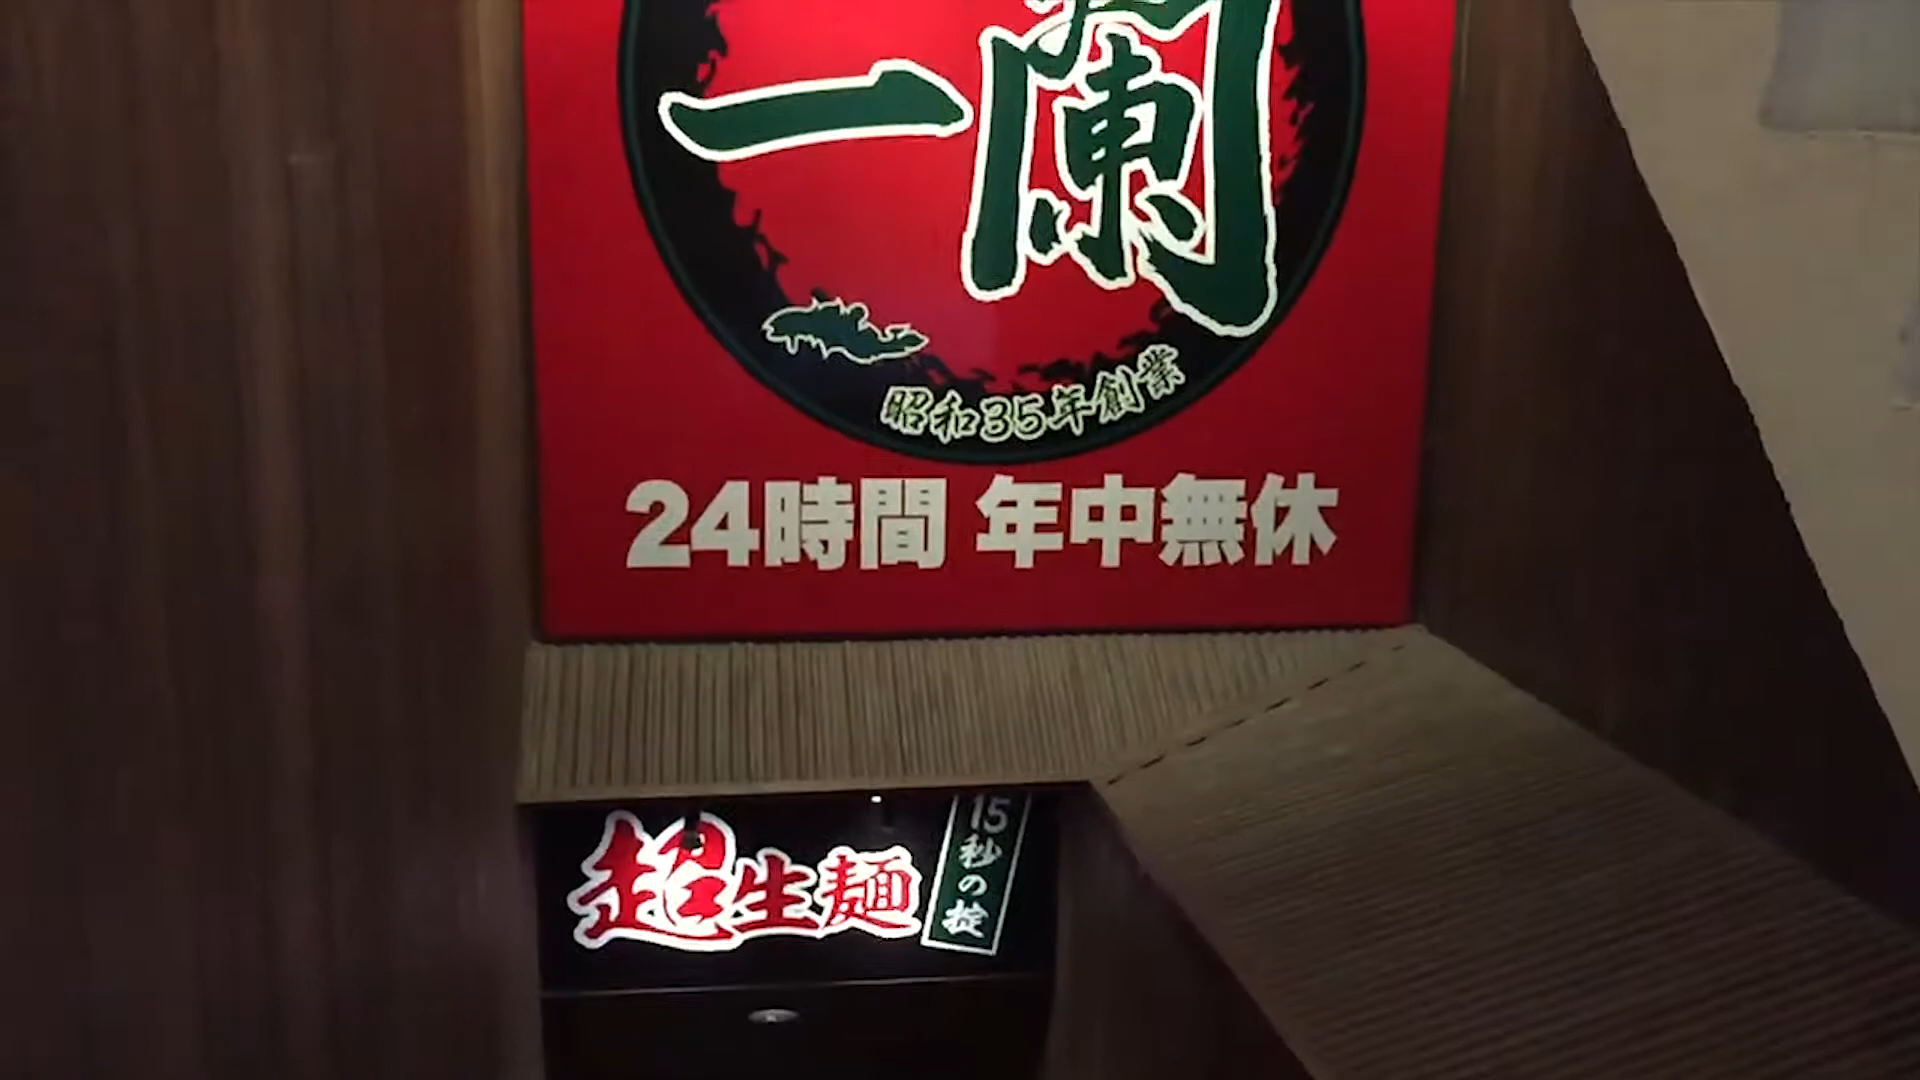 一蘭
昭和35年創業
24時間 年中無休
超生麺
15秒の掟